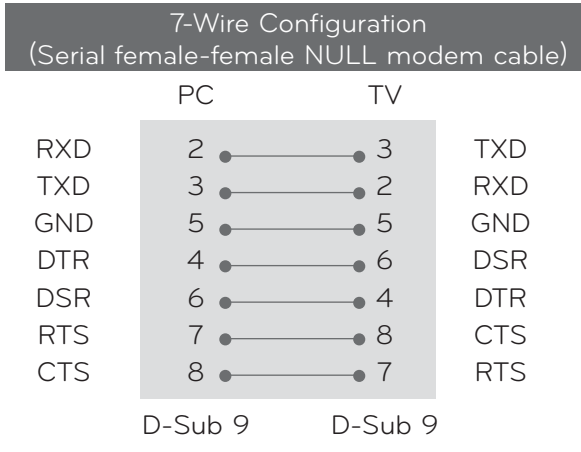 7-Wire Configuration
(Serial female-female NULL modem cable)
PC TV
RXD 2 3 TXD
TXD 3 2 RXD
GND 5 5 GND
DTR 4 6 DSR
DSR 6 4 DTR
RTS 7 8 CTS
CTS 8 7 RTS
D-Sub 9 D-Sub 9